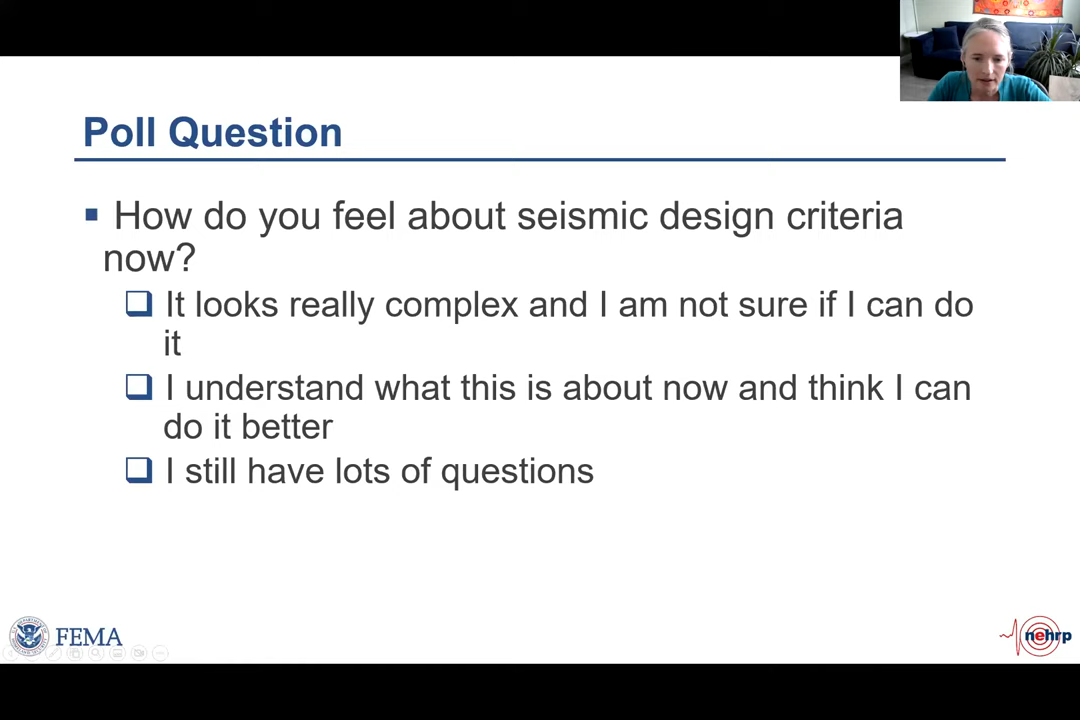 Poll Question
▪ How do you feel about seismic design criteria
now?
❑ It looks really complex and I am not sure if I can do
it
❑ I understand what this is about now and think I can
do it better
❑ I still have lots of questions
FEMA
nehrp